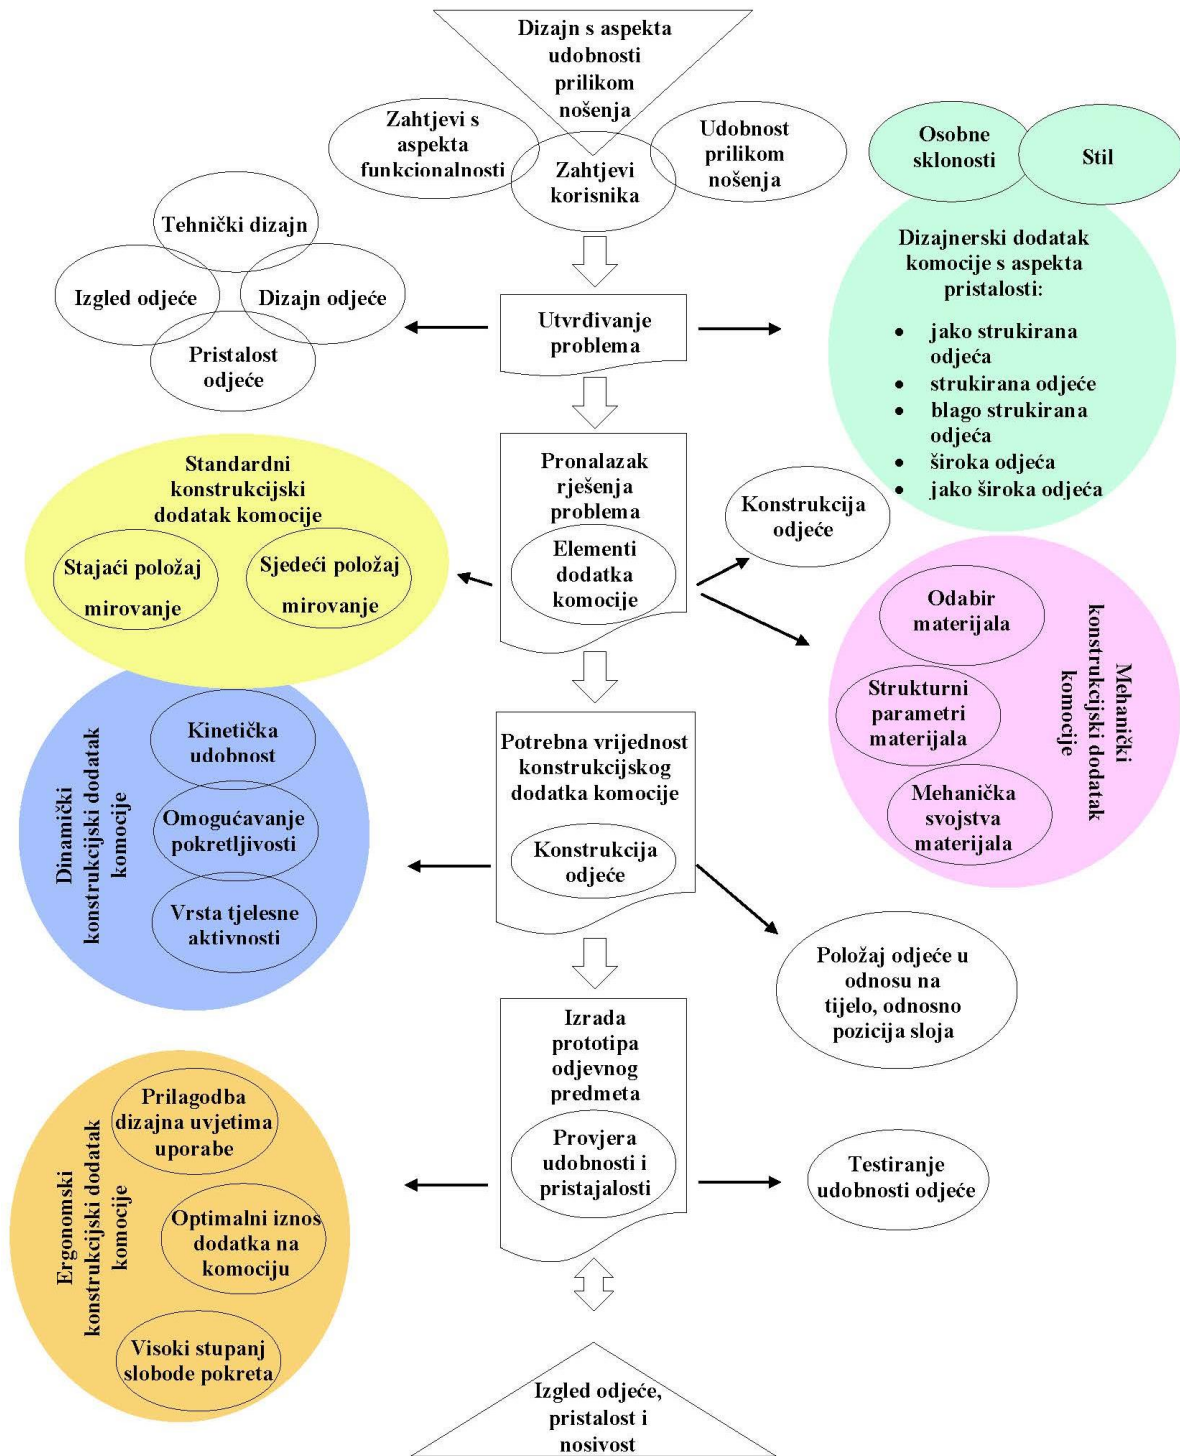 Dizajn s aspekta
udobnosti
prilikom
nošenja
Zahtjevi s
aspekta
funkcionalnosti
Zahtjevi
korisnika
Udobnost
prilikom
nošenja
Osobne
sklonosti
Stil
Tehnički dizajn
Izgled odjeće
Dizajn odjeće
Pristalost
odjeće
Utvrđivanje
problema
Dizajnerski dodatak
komocije s aspekta
pristalosti:
• jako strukirana
odjeća
• strukirana odjeće
• blago strukirana
odjeća
• široka odjeća
• jako široka odjeća
Standardni
konstrukcijski
dodatak komocije
Stajaći položaj
mirovanje
Sjedeći položaj
mirovanje
Pronalazak
rješenja
problema
Elementi
dodatka
komocije
Konstrukcija
odjeće
Odabir
materijala
Strukturni
parametri
materijala
Mehanička
svojstva
materijala
Mehanički
konstrukcijski dodatak
komocije
Dinamički
konstrukcijski dodatak
komocije
Kinetička
udobnost
Omogućavanje
pokretljivosti
Vrsta tjelesne
aktivnosti
Potrebna vrijednost
konstrukcijskog
dodatka komocije
Konstrukcija
odjeće
Položaj odjeće u
odnosu na
tijelo, odnosno
pozicija sloja
Izrada
prototipa
odjevnog
predmeta
Provjera
udobnosti i
pristajalosti
Testiranje
udobnosti odjeće
Ergonomski
konstrukcijski dodatak
komocije
Prilagodba
dizajna uvjetima
uporabe
Optimalni iznos
dodatka na
komociju
Visoki stupanj
slobode pokreta
Izgled odjeće,
pristalost i
nosivost